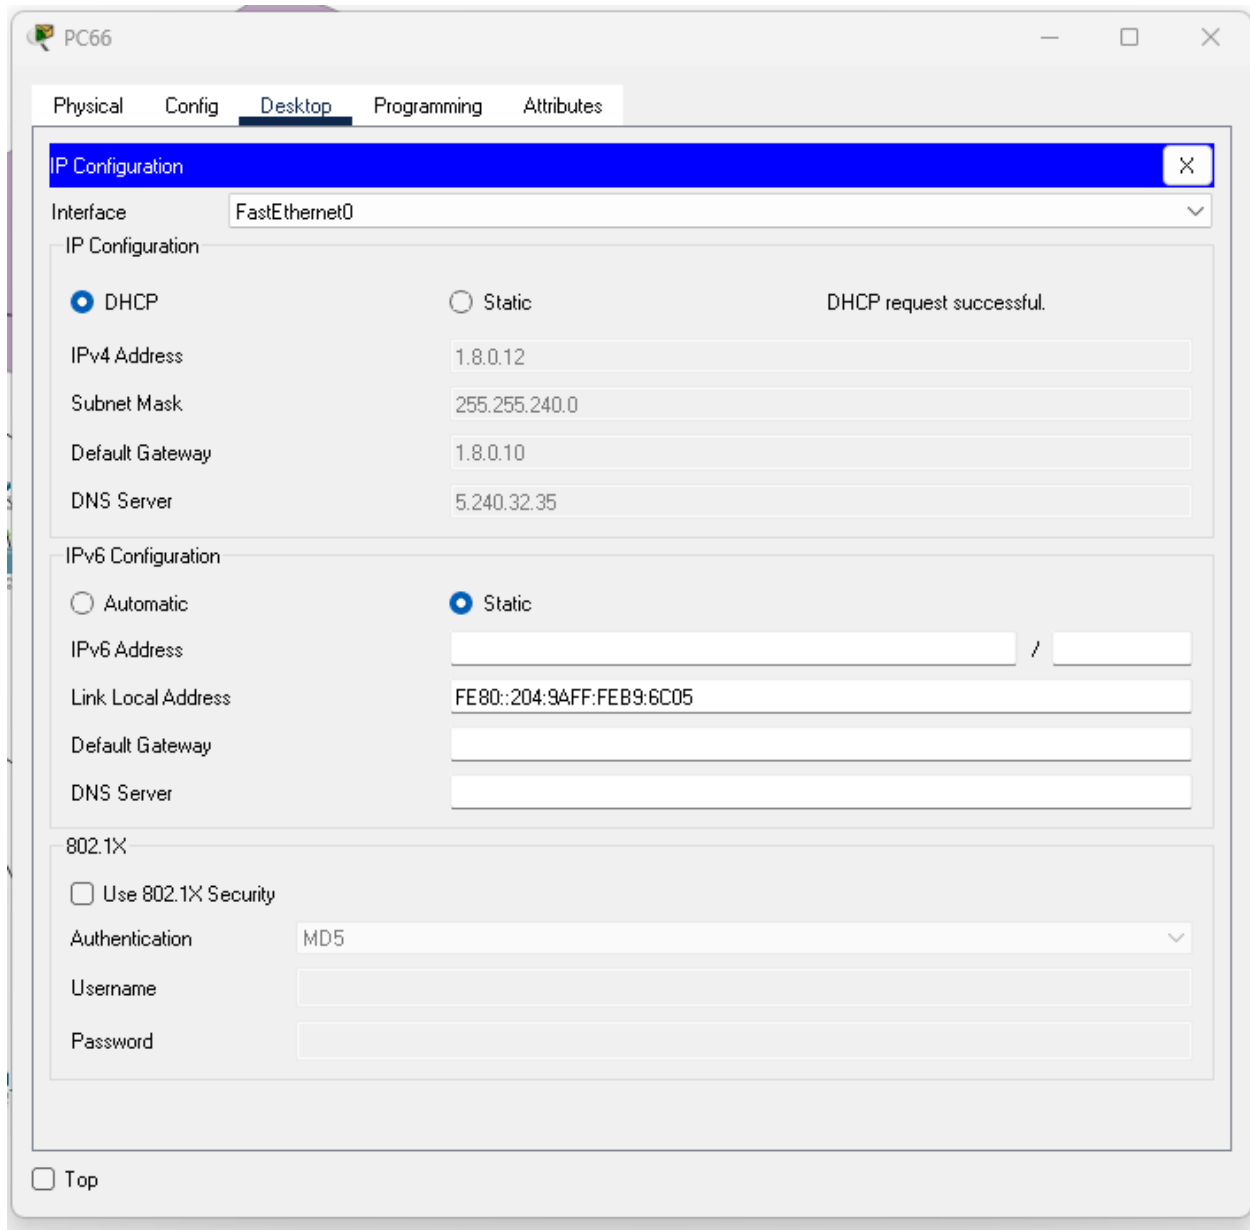 PC66
Physical Config Desktop Programming Attributes
IP Configuration X
Interface FastEthernet0
IP Configuration
DHCP Static DHCP request successful.
IPv4 Address 1.8.0.12
Subnet Mask 255.255.240.0
Default Gateway 1.8.0.10
DNS Server 5.240.32.35
IPv6 Configuration
Automatic Static
IPv6 Address /
Link Local Address FE80::204:9AFF:FEB9:6C05
Default Gateway
DNS Server
802.1X
Use 802.1X Security
Authentication MD5
Username
Password
Top